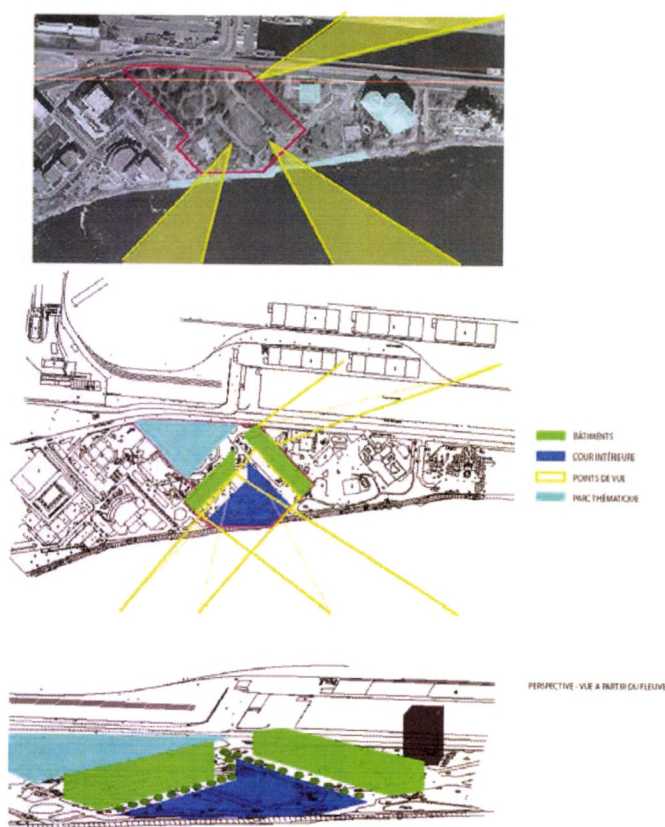 BÂTIMENTS
COUR INTÉRIEURE
POINTS DE VUE
PARC THÉMATIQUE
PERSPECTIVE - VUE A PARTIR DU FLEUVE